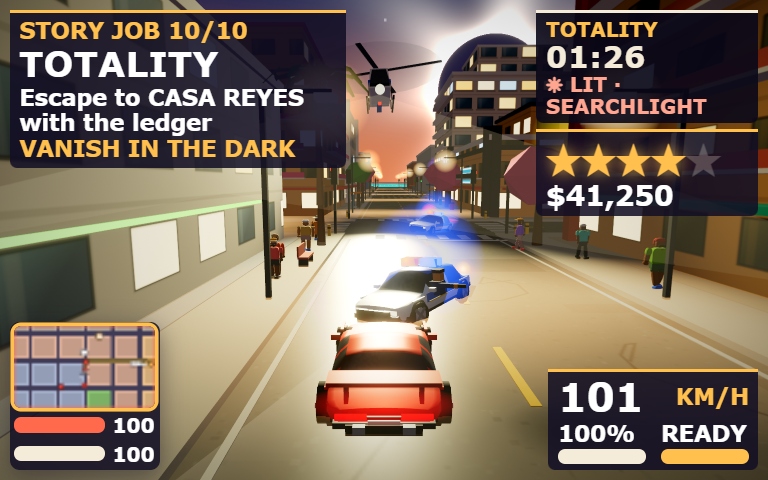 STORY JOB 10/10
TOTALITY
Escape to CASA REYES
with the ledger
VANISH IN THE DARK
TOTALITY
01:26
☀ LIT ·
SEARCHLIGHT
$41,250
100
100
101 KM/H
100% READY